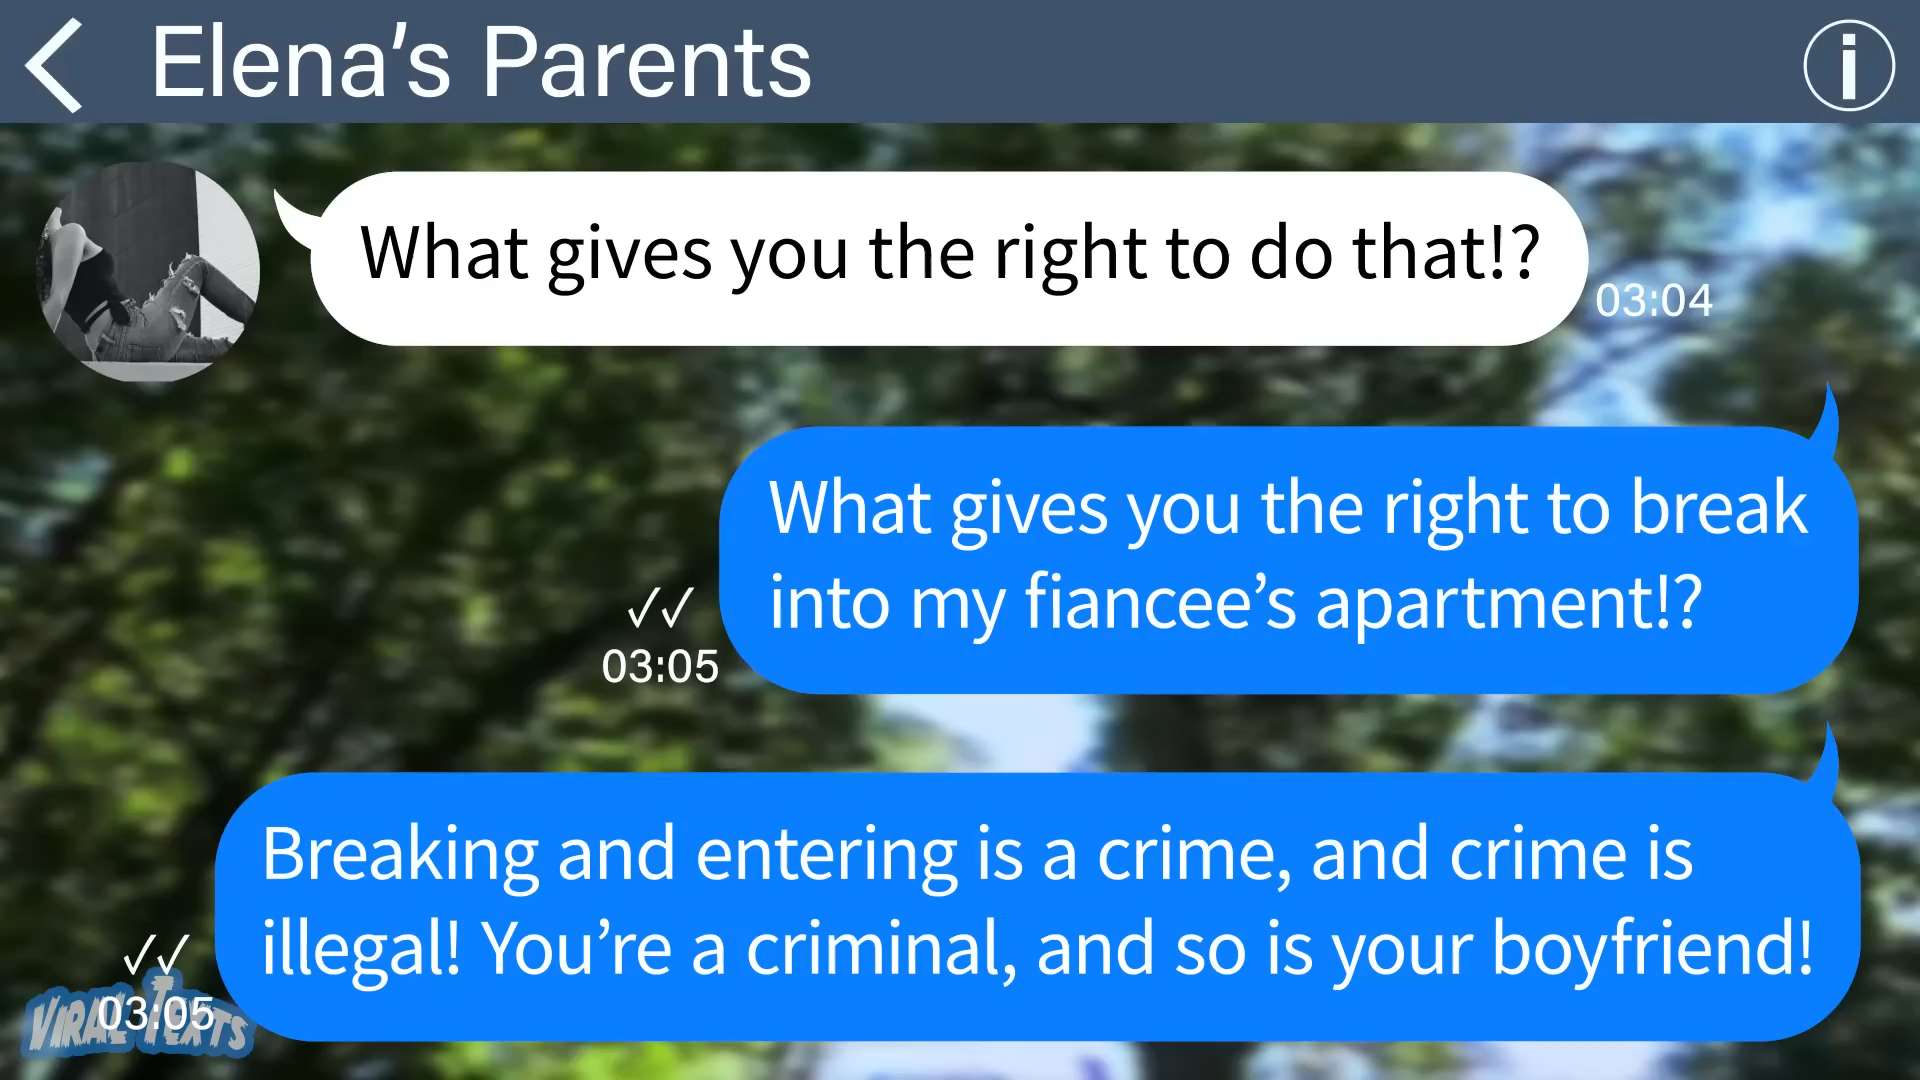 Elena’s Parents
What gives you the right to do that!?
03:04
What gives you the right to break
into my fiancee’s apartment!?
✓✓
03:05
Breaking and entering is a crime, and crime is
illegal! You’re a criminal, and so is your boyfriend!
✓✓
03:05
VIRAL TEXTS